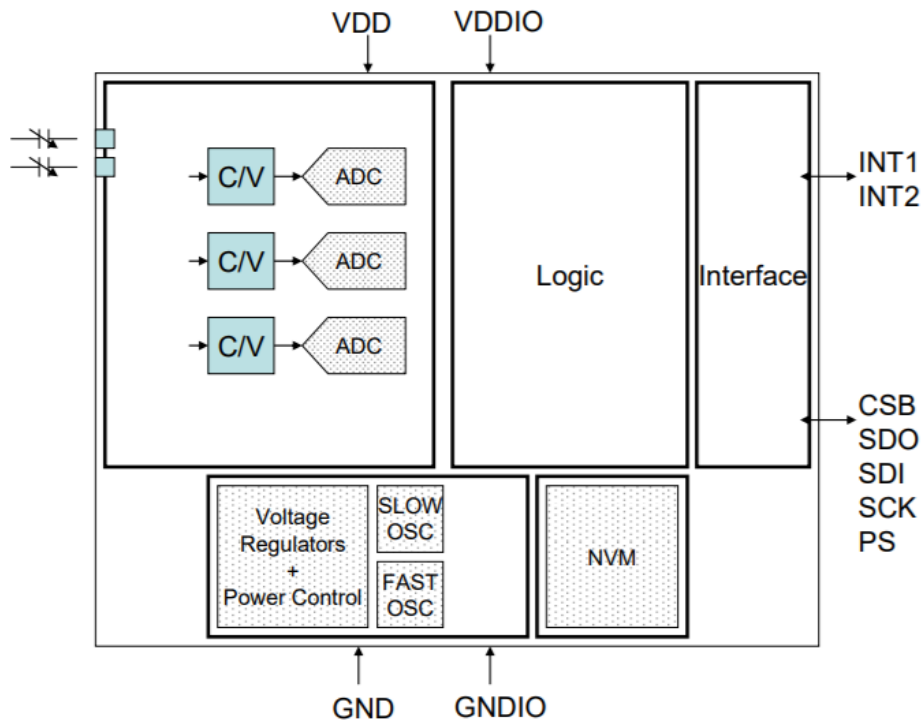 VDD
VDDIO
C/V
ADC
C/V
ADC
C/V
ADC
Logic
Interface
INT1
INT2
CSB
SDO
SDI
SCK
PS
Voltage
Regulators
+
Power Control
SLOW
OSC
FAST
OSC
NVM
GND
GNDIO